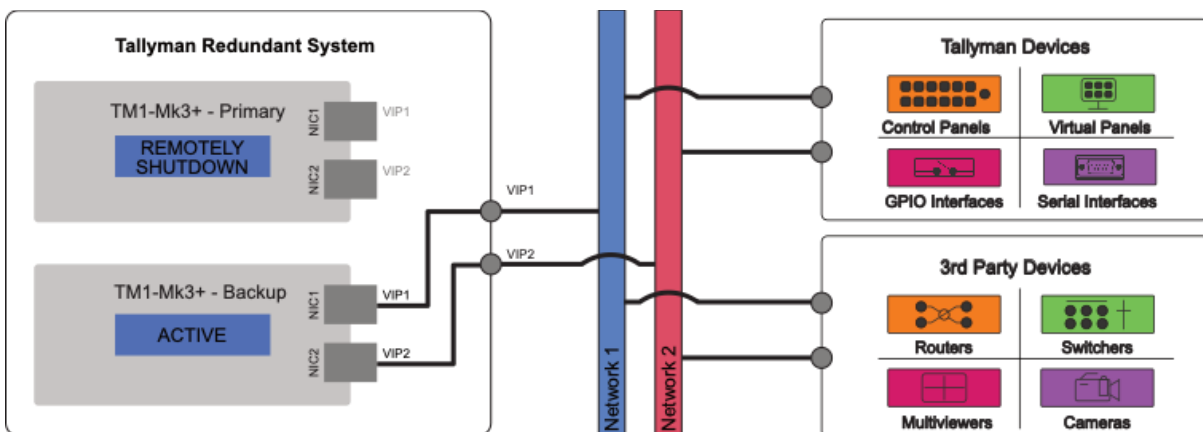 Tallyman Redundant System
TM1-Mk3+ - Primary
REMOTELY
SHUTDOWN
NIC1
VIP1
NIC2
VIP2
TM1-Mk3+ - Backup
ACTIVE
NIC1
VIP1
NIC2
VIP2
VIP1
VIP2
Network 1
Network 2
Tallyman Devices
Control Panels
Virtual Panels
GPIO Interfaces
Serial Interfaces
3rd Party Devices
Routers
Switchers
Multiviewers
Cameras